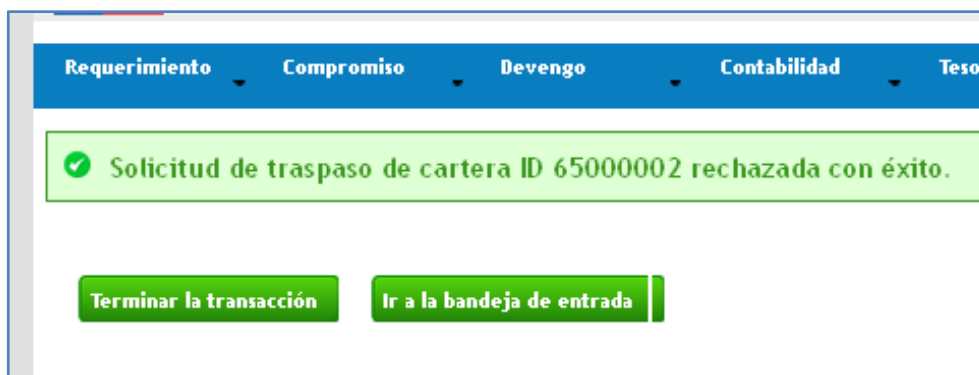 Requerimiento Compromiso Devengo Contabilidad Teso
Solicitud de traspaso de cartera ID 65000002 rechazada con éxito.
Terminar la transacción Ir a la bandeja de entrada